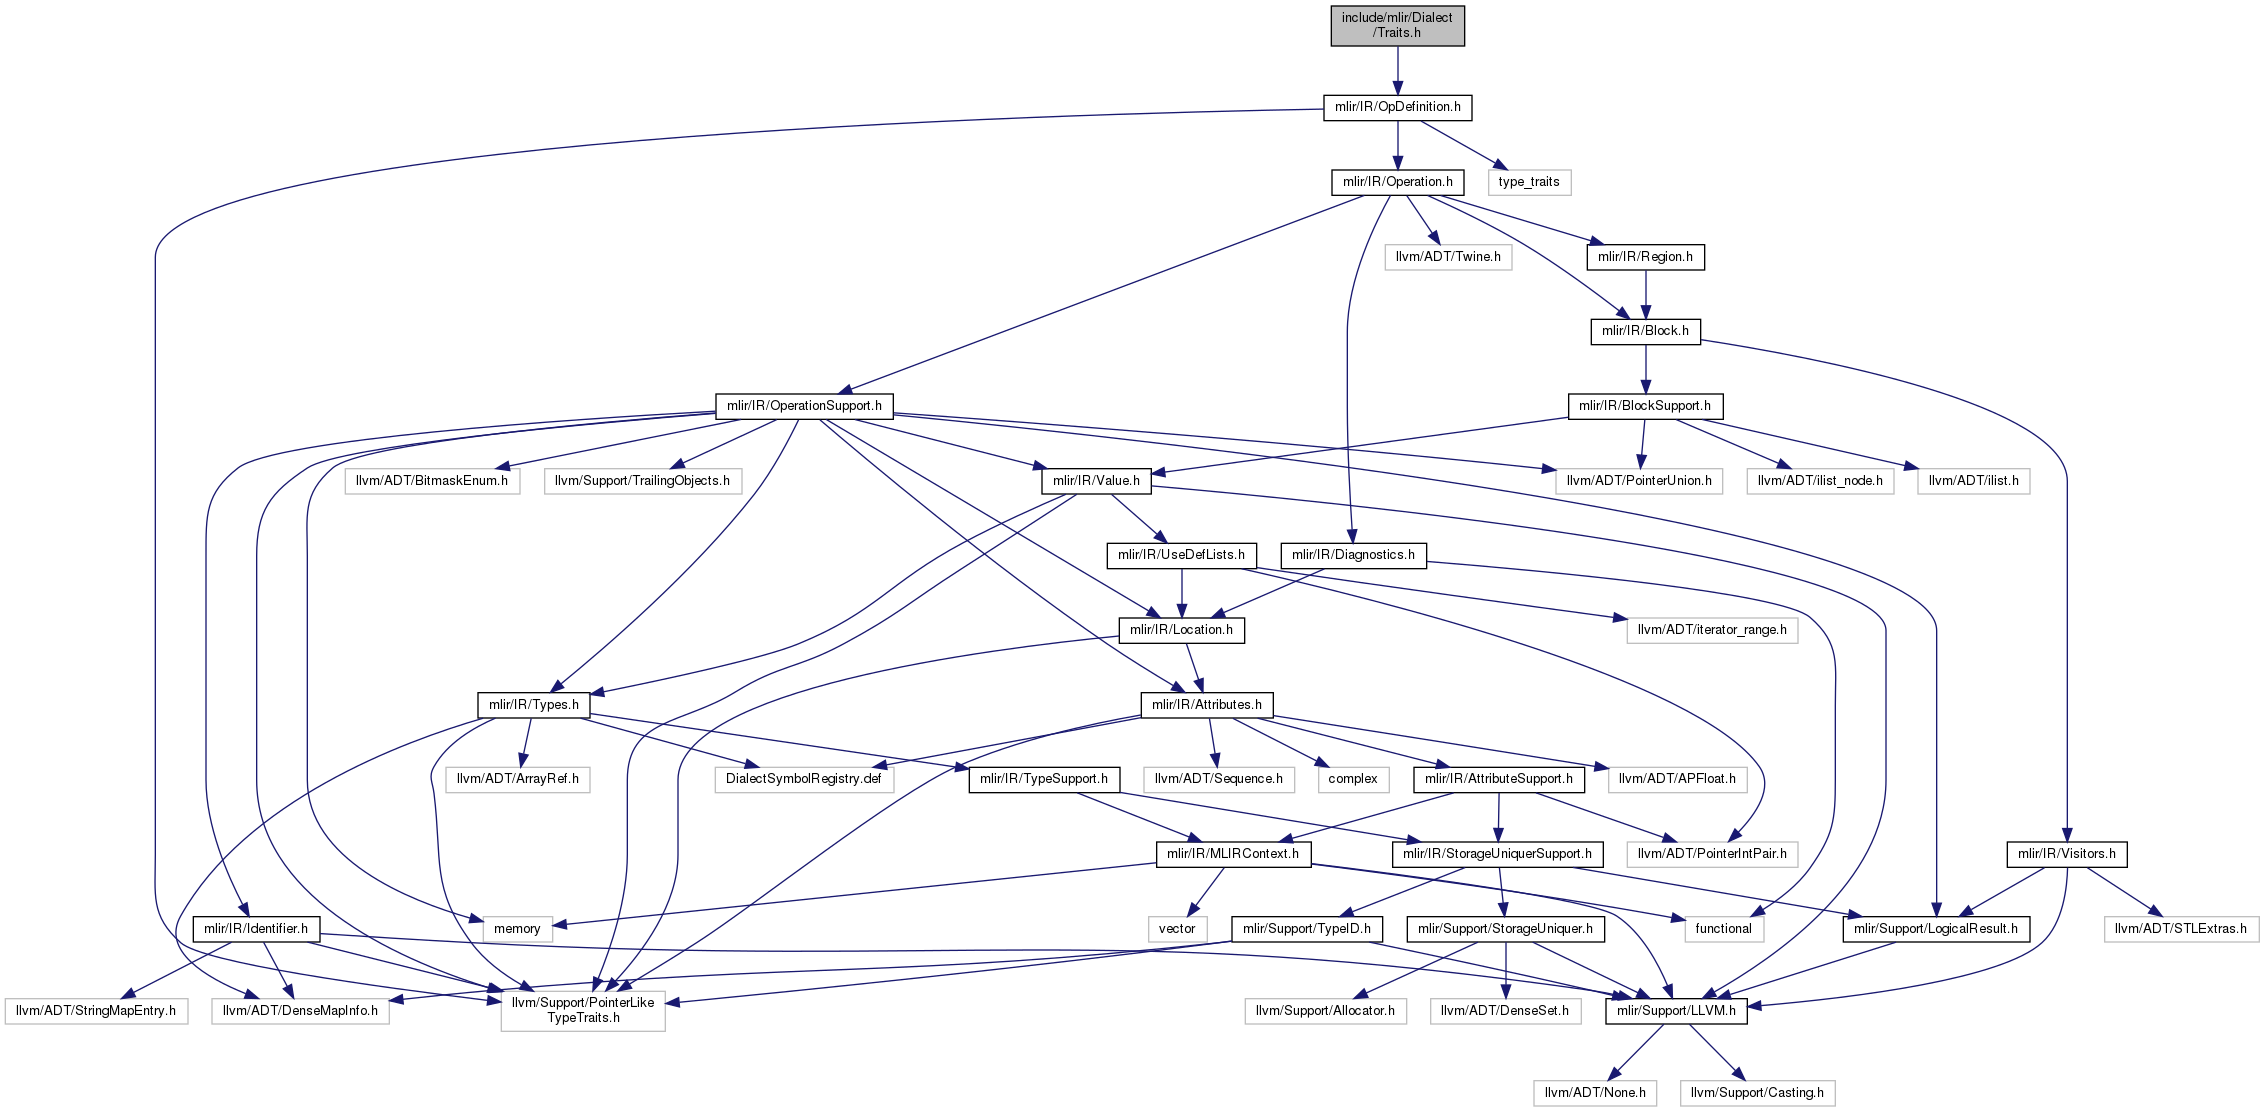 include/mlir/Dialect
/Traits.h
mlir/IR/OpDefinition.h
mlir/IR/Operation.h
type_traits
llvm/ADT/Twine.h
mlir/IR/Region.h
mlir/IR/Block.h
mlir/IR/OperationSupport.h
mlir/IR/BlockSupport.h
llvm/ADT/BitmaskEnum.h
llvm/Support/TrailingObjects.h
mlir/IR/Value.h
llvm/ADT/PointerUnion.h
llvm/ADT/ilist_node.h
llvm/ADT/ilist.h
mlir/IR/UseDefLists.h
mlir/IR/Diagnostics.h
mlir/IR/Location.h
llvm/ADT/iterator_range.h
mlir/IR/Types.h
mlir/IR/Attributes.h
llvm/ADT/ArrayRef.h
DialectSymbolRegistry.def
mlir/IR/TypeSupport.h
llvm/ADT/Sequence.h
complex
mlir/IR/AttributeSupport.h
llvm/ADT/APFloat.h
mlir/IR/MLIRContext.h
mlir/IR/StorageUniquerSupport.h
llvm/ADT/PointerIntPair.h
mlir/IR/Visitors.h
mlir/IR/Identifier.h
memory
vector
mlir/Support/TypeID.h
mlir/Support/StorageUniquer.h
functional
mlir/Support/LogicalResult.h
llvm/ADT/STLExtras.h
llvm/ADT/StringMapEntry.h
llvm/ADT/DenseMapInfo.h
llvm/Support/PointerLike
TypeTraits.h
llvm/Support/Allocator.h
llvm/ADT/DenseSet.h
mlir/Support/LLVM.h
llvm/ADT/None.h
llvm/Support/Casting.h